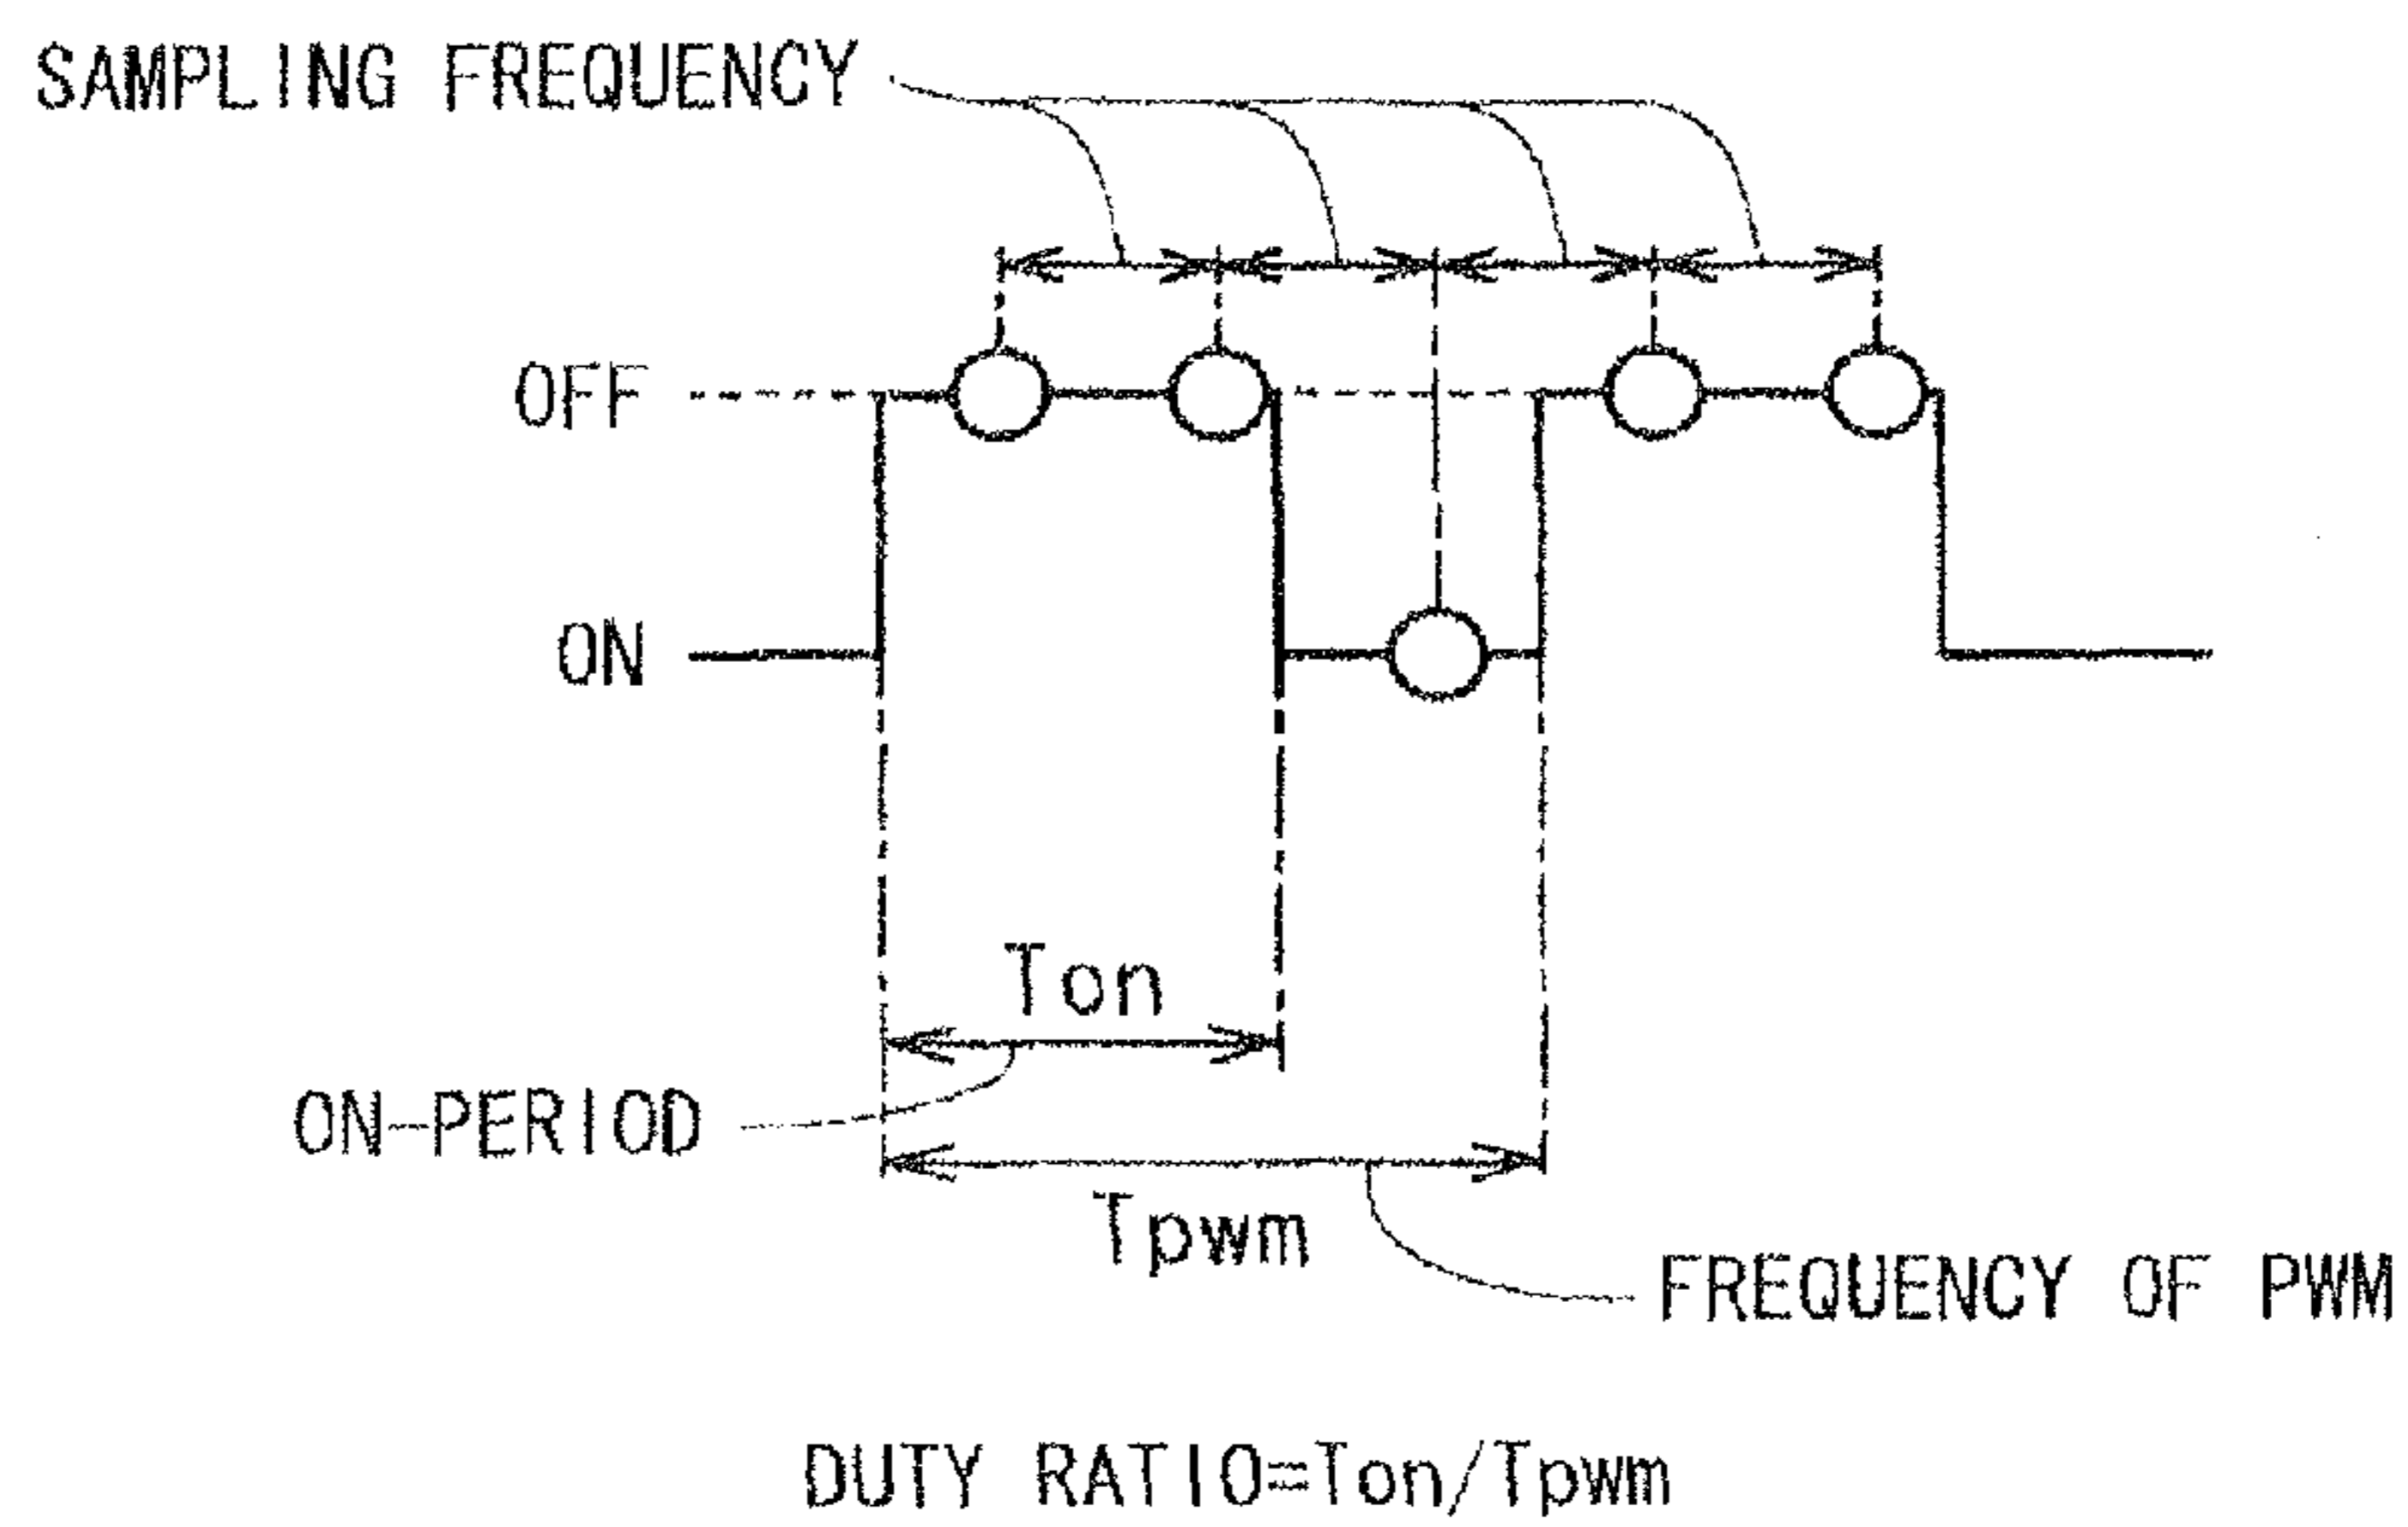 SAMPLING FREQUENCY
OFF
ON
Ton
ON-PERIOD
Tpwm
FREQUENCY OF PWM
DUTY RATIO=Ton/Tpwm